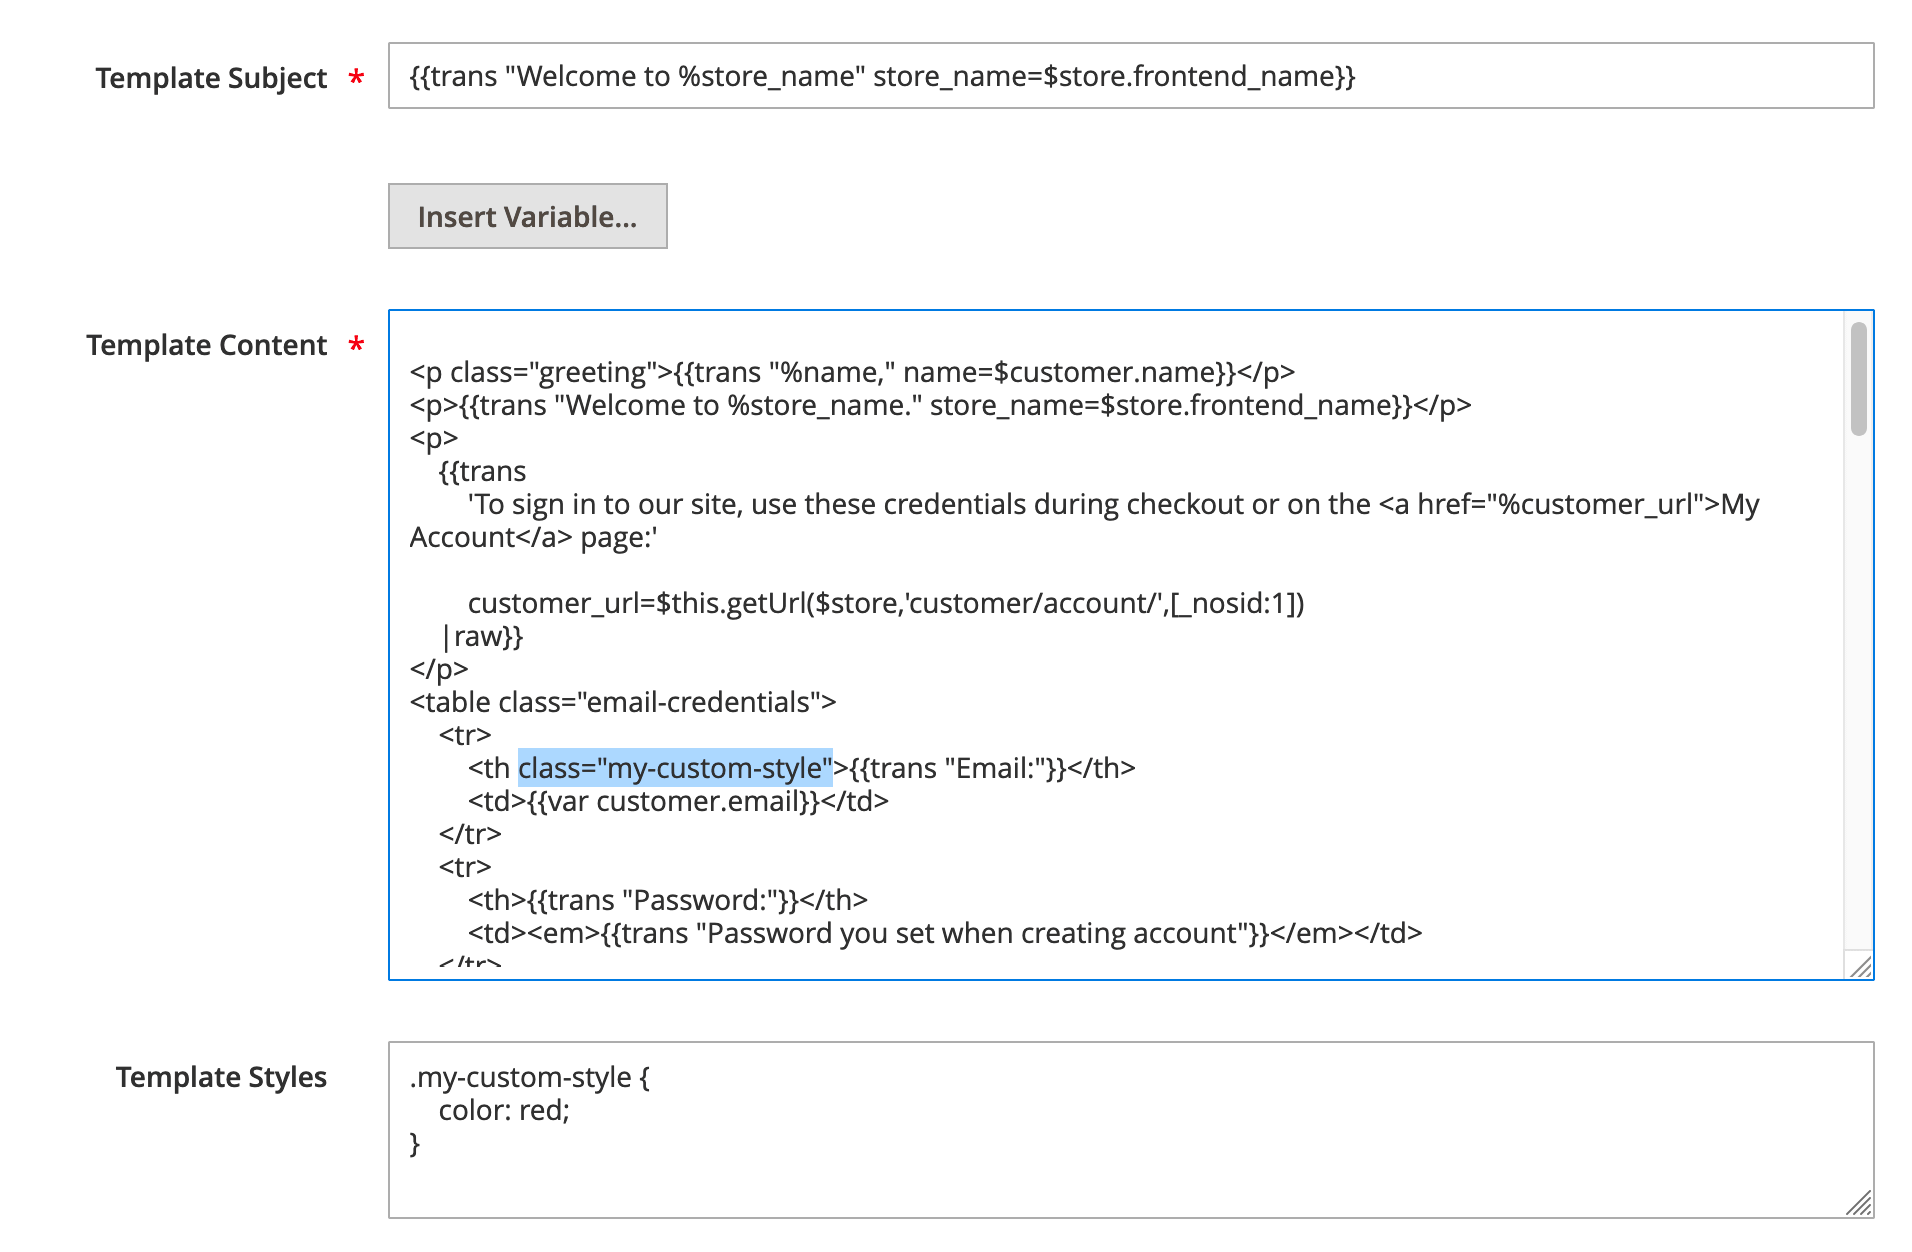 Template Subject *
{{trans "Welcome to %store_name" store_name=$store.frontend_name}}
Insert Variable...
Template Content *
<p class="greeting">{{trans "%name," name=$customer.name}}</p>
<p>{{trans "Welcome to %store_name." store_name=$store.frontend_name}}</p>
<p>
    {{trans
        'To sign in to our site, use these credentials during checkout or on the <a href="%customer_url">My
Account</a> page:'
        customer_url=$this.getUrl($store,'customer/account/',[_nosid:1])
    |raw}}
</p>
<table class="email-credentials">
    <tr>
        <th class="my-custom-style">{{trans "Email:"}}</th>
        <td>{{var customer.email}}</td>
    </tr>
    <tr>
        <th>{{trans "Password:"}}</th>
        <td><em>{{trans "Password you set when creating account"}}</em></td>
    </tr>
Template Styles
.my-custom-style {
    color: red;
}